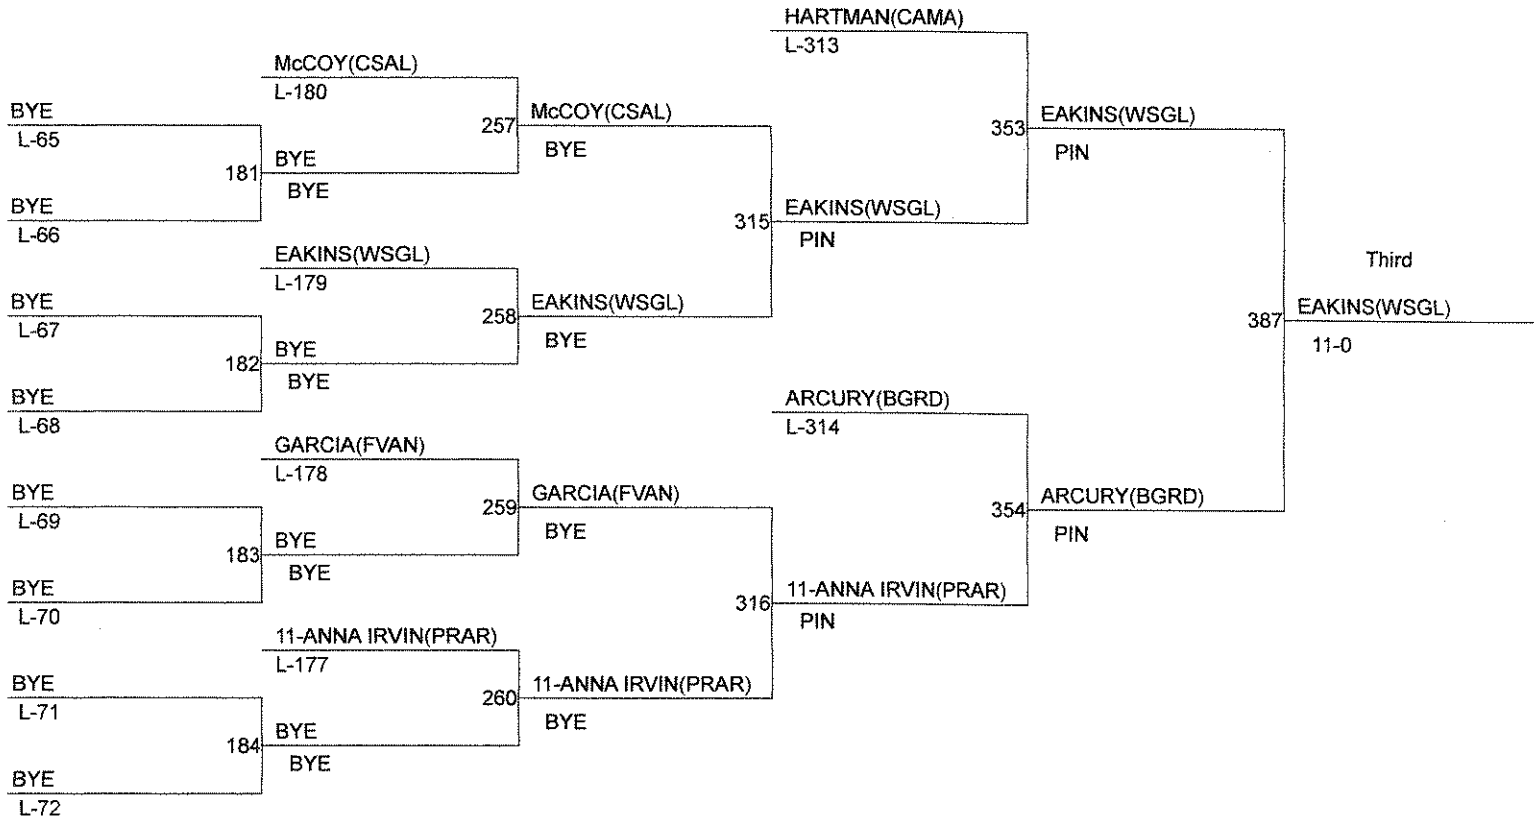 HARTMAN(CAMA)
L-313
McCOY(CSAL)
L-180
BYE
L-65
257
McCOY(CSAL)
BYE
353
EAKINS(WSGL)
PIN
181
BYE
BYE
BYE
L-66
315
EAKINS(WSGL)
PIN
EAKINS(WSGL)
L-179
Third
BYE
L-67
258
EAKINS(WSGL)
BYE
387
EAKINS(WSGL)
11-0
182
BYE
BYE
BYE
L-68
ARCURY(BGRD)
L-314
GARCIA(FVAN)
L-178
BYE
L-69
259
GARCIA(FVAN)
BYE
354
ARCURY(BGRD)
PIN
183
BYE
BYE
BYE
L-70
316
11-ANNA IRVIN(PRAR)
PIN
11-ANNA IRVIN(PRAR)
L-177
BYE
L-71
260
11-ANNA IRVIN(PRAR)
BYE
184
BYE
BYE
BYE
L-72